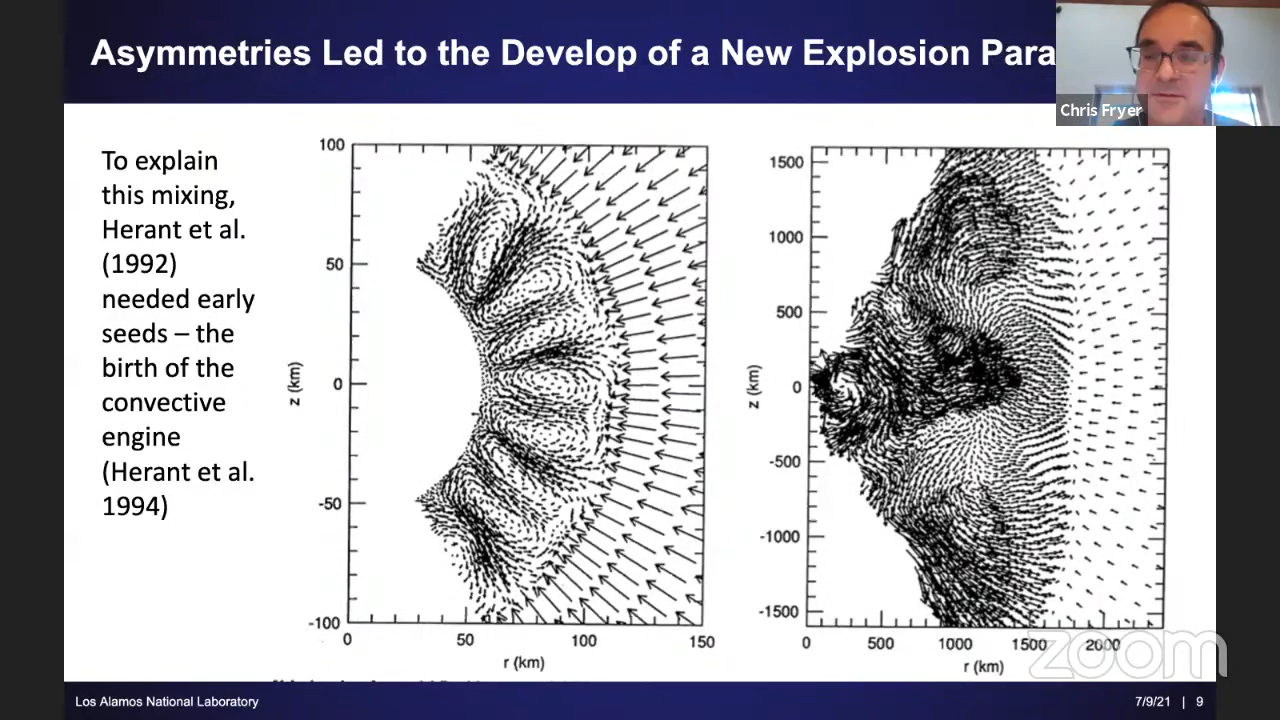 Asymmetries Led to the Develop of a New Explosion Para
Chris Fryer
To explain
this mixing,
Herant et al.
(1992)
needed early
seeds – the
birth of the
convective
engine
(Herant et al.
1994)
100
50
0
-50
-100
z (km)
0 50 100 150
r (km)
1500
1000
500
0
-500
-1000
-1500
z (km)
0 500 1000 1500 2000
r (km)
zoom
Los Alamos National Laboratory
7/9/21 | 9